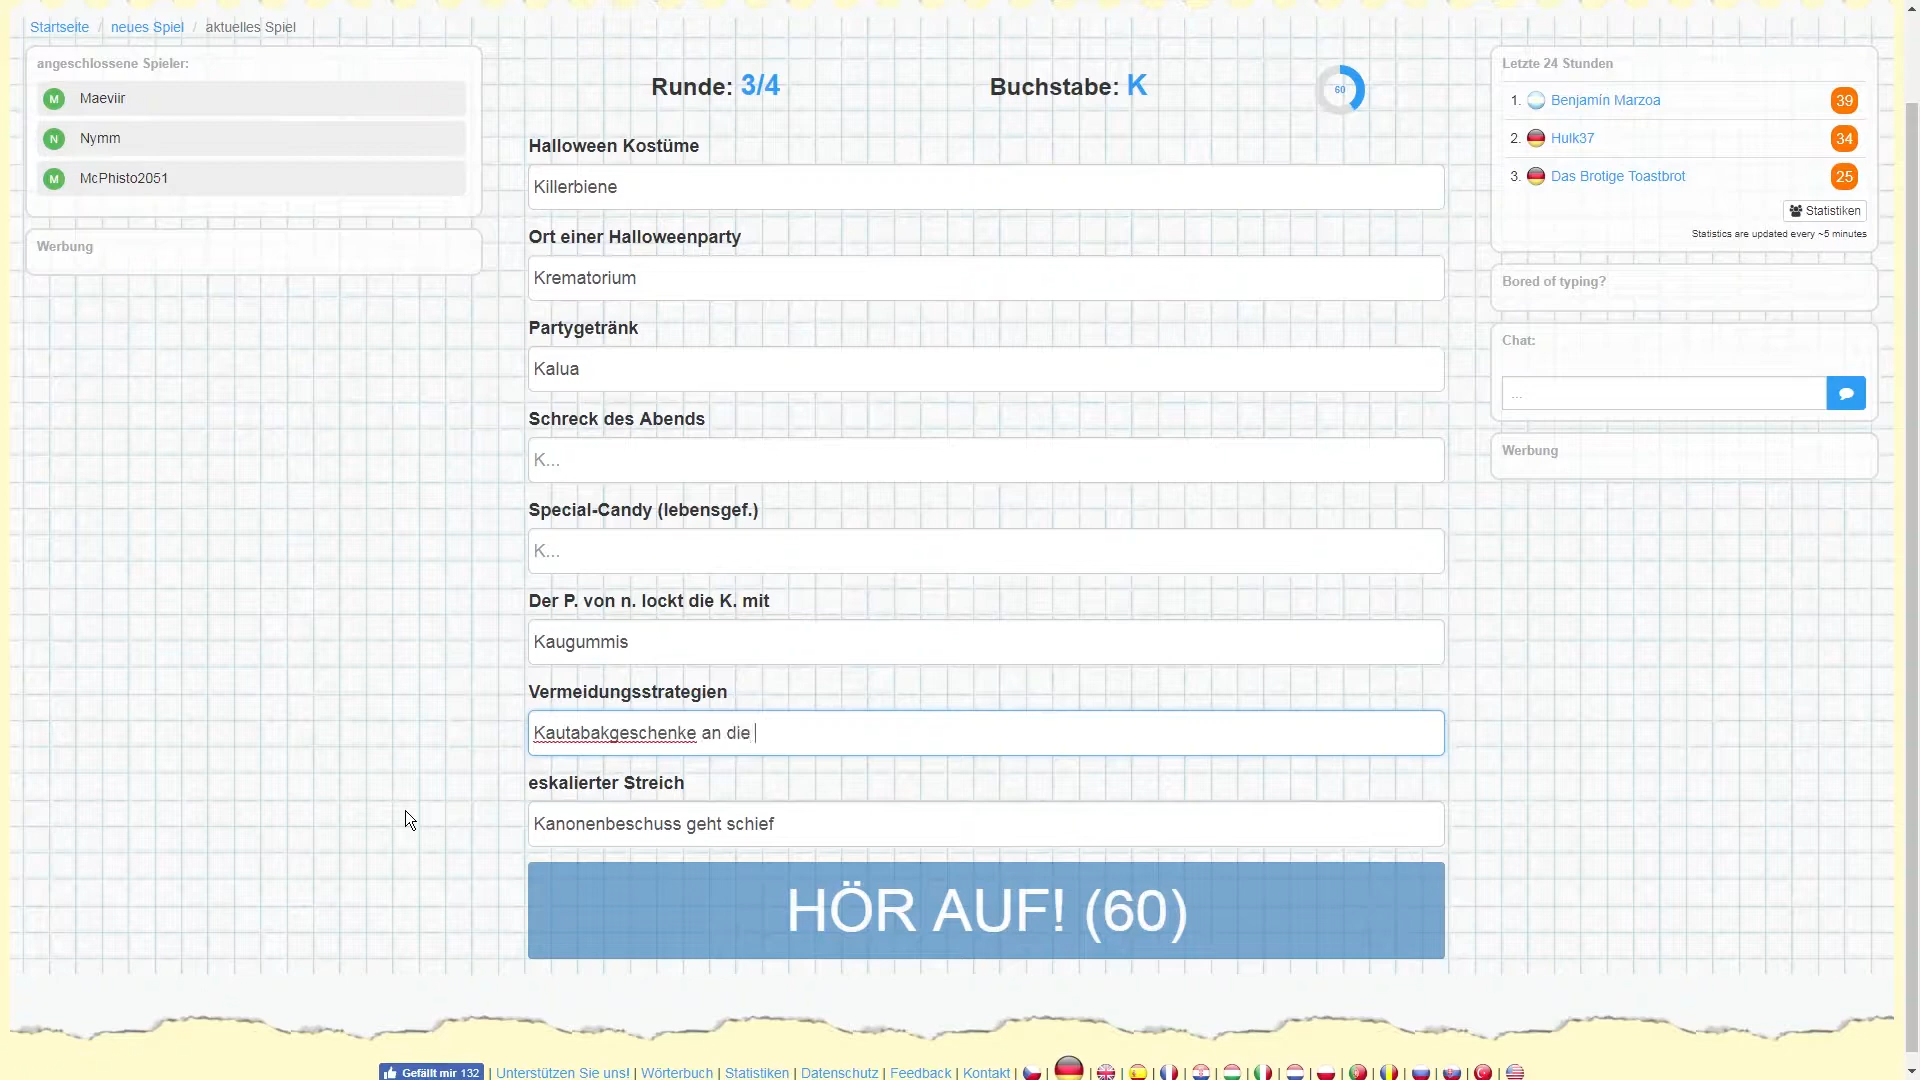 Startseite / neues Spiel / aktuelles Spiel
angeschlossene Spieler:
M Maeviir
N Nymm
M McPhisto2051
Werbung
Runde: 3/4
Buchstabe: K
60
Halloween Kostüme
Killerbiene
Ort einer Halloweenparty
Krematorium
Partygetränk
Kalua
Schreck des Abends
K...
Special-Candy (lebensgef.)
K...
Der P. von n. lockt die K. mit
Kaugummis
Vermeidungsstrategien
Kautabakgeschenke an die
eskalierter Streich
Kanonenbeschuss geht schief
HÖR AUF! (60)
Letzte 24 Stunden
1. Benjamín Marzoa 39
2. Hulk37 34
3. Das Brotige Toastbrot 25
Statistiken
Statistics are updated every ~5 minutes
Bored of typing?
Chat:
...
Werbung
Gefällt mir 132 | Unterstützen Sie uns! | Wörterbuch | Statistiken | Datenschutz | Feedback | Kontakt |